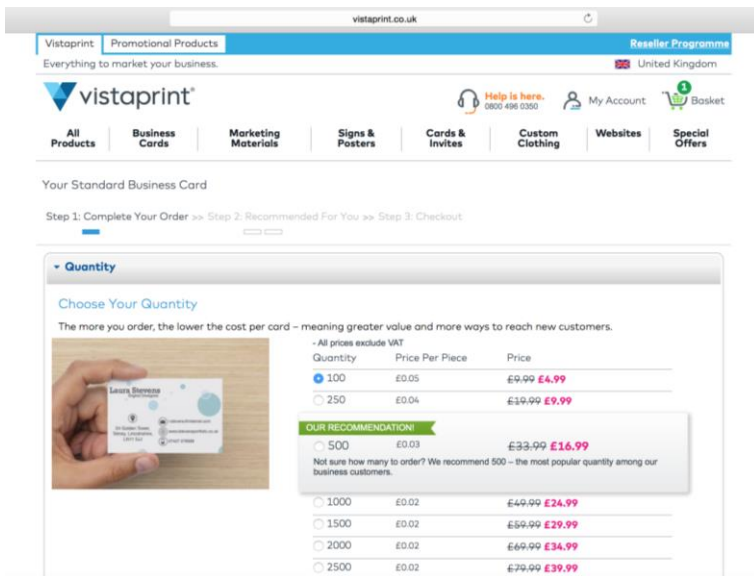 vistaprint.co.uk
Vistaprint Promotional Products Reseller Programme
Everything to market your business. United Kingdom
vistaprint®
Help is here.
0800 496 0350
My Account
1
Basket
All Products
Business Cards
Marketing Materials
Signs & Posters
Cards & Invites
Custom Clothing
Websites
Special Offers
Your Standard Business Card
Step 1: Complete Your Order >> Step 2: Recommended For You >> Step 3: Checkout
Quantity
Choose Your Quantity
The more you order, the lower the cost per card – meaning greater value and more ways to reach new customers.
- All prices exclude VAT
Quantity Price Per Piece Price
100 £0.05 £9.99 £4.99
250 £0.04 £19.99 £9.99
OUR RECOMMENDATION!
500 £0.03 £33.99 £16.99
Not sure how many to order? We recommend 500 – the most popular quantity among our
business customers.
1000 £0.02 £49.99 £24.99
1500 £0.02 £59.99 £29.99
2000 £0.02 £69.99 £34.99
2500 £0.02 £79.99 £39.99
Laura Stevens
Digital Designer